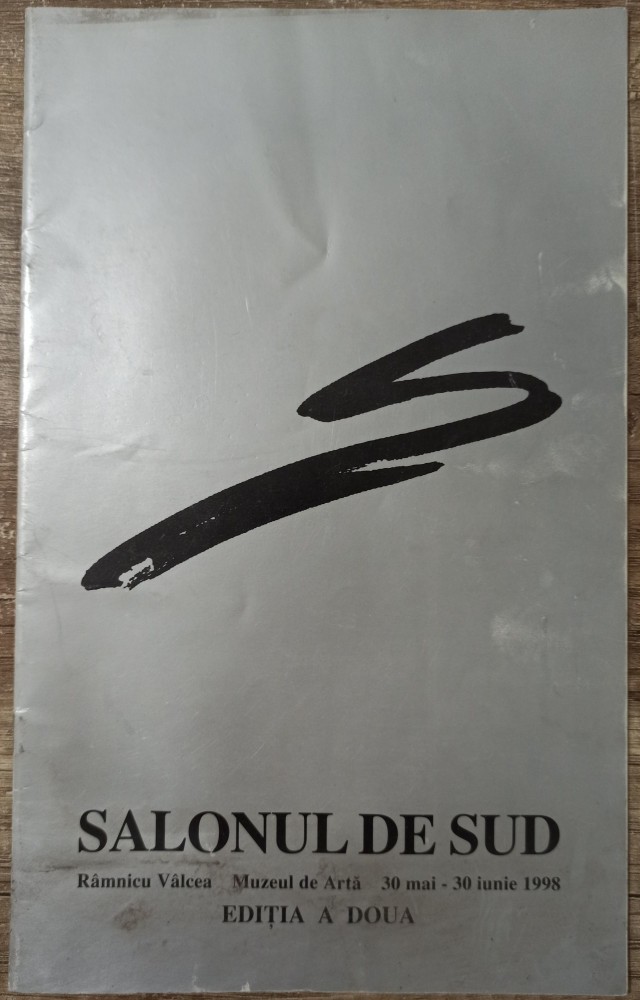 SALONUL DE SUD
Râmnicu Vâlcea Muzeul de Artă 30 mai - 30 iunie 1998
EDIȚIA A DOUA